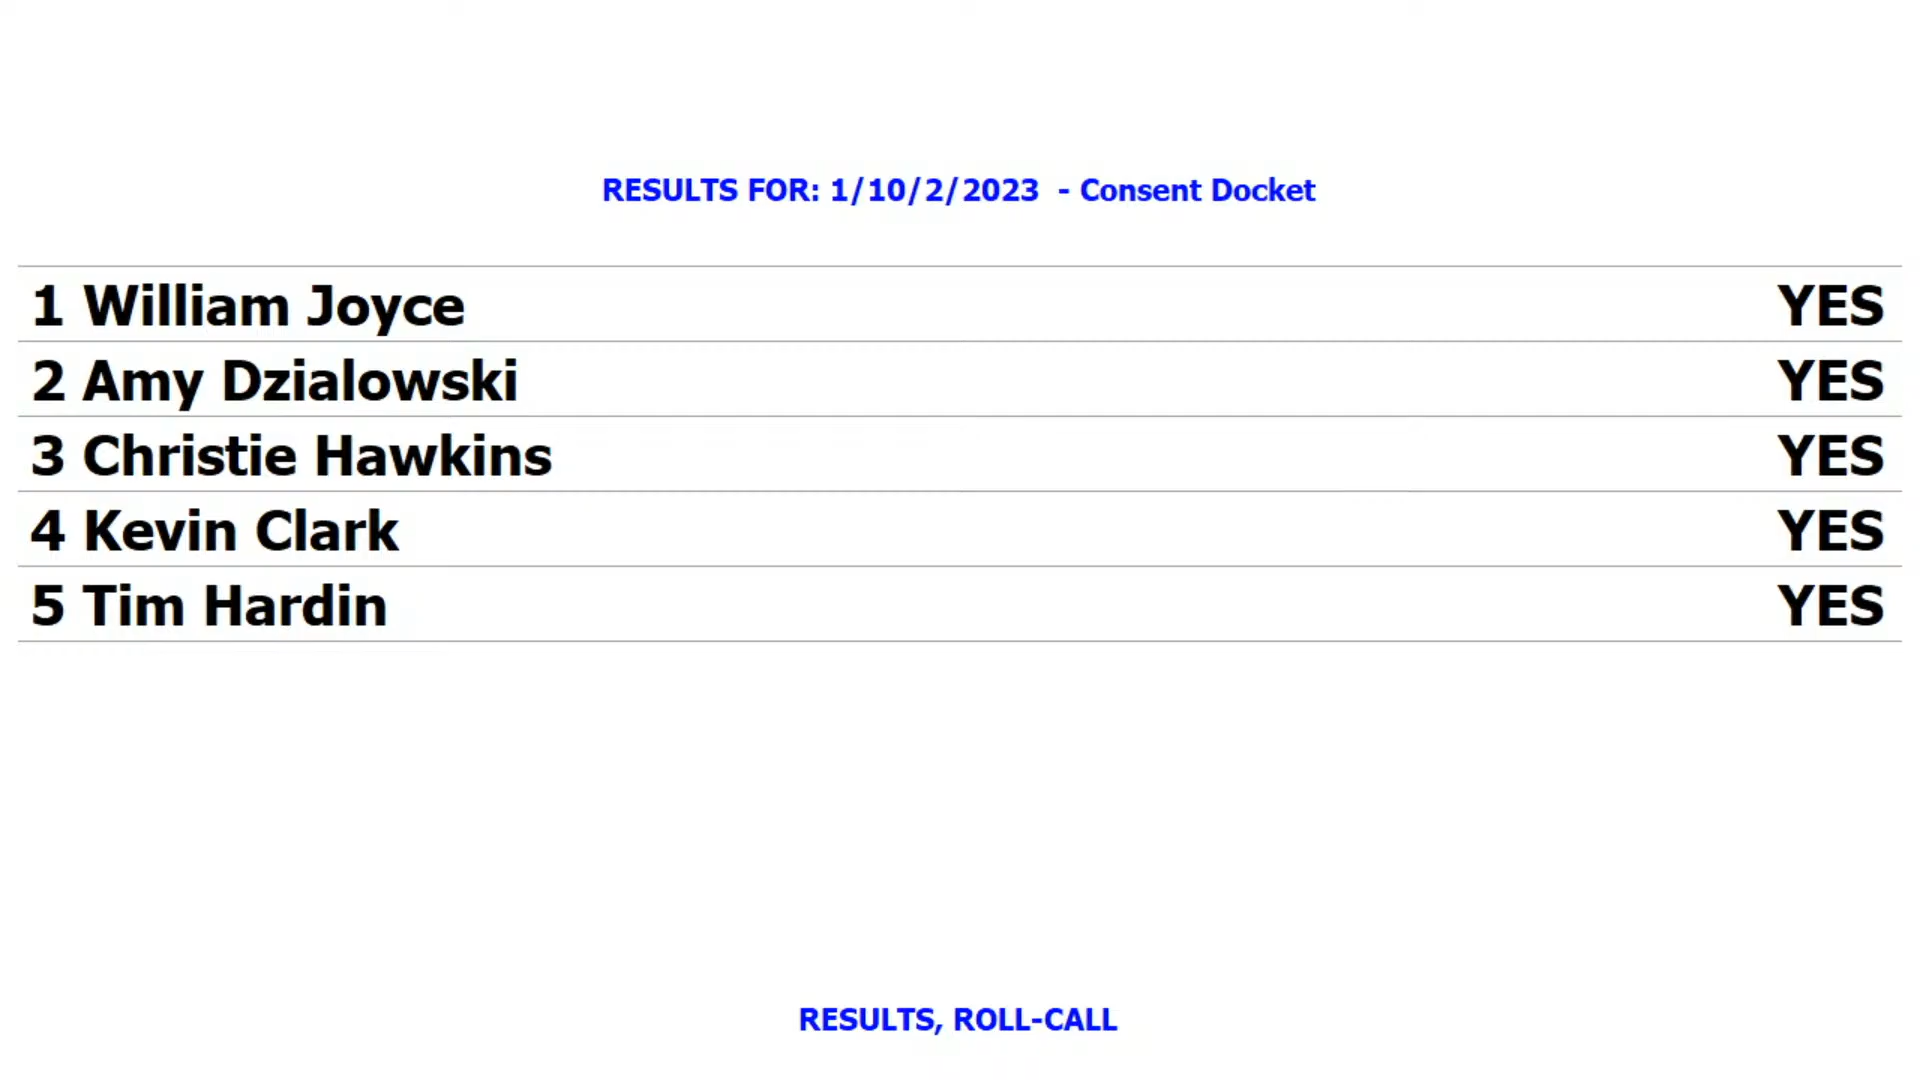 RESULTS FOR: 1/10/2/2023 - Consent Docket
1 William Joyce YES
2 Amy Dzialowski YES
3 Christie Hawkins YES
4 Kevin Clark YES
5 Tim Hardin YES
RESULTS, ROLL-CALL